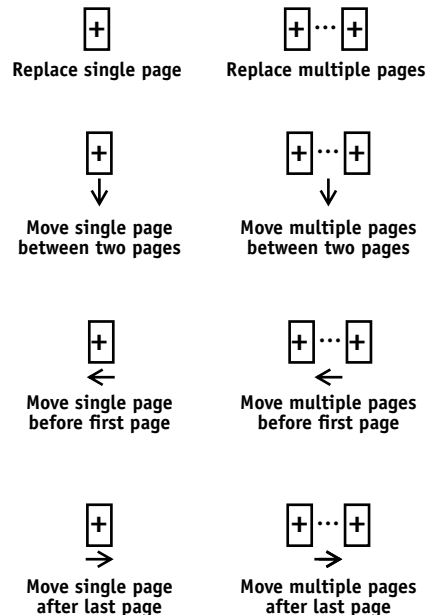 +
+ ... +
Replace single page
Replace multiple pages
+
+ ... +
Move single page
between two pages
Move multiple pages
between two pages
+
+ ... +
Move single page
before first page
Move multiple pages
before first page
+
+ ... +
Move single page
after last page
Move multiple pages
after last page